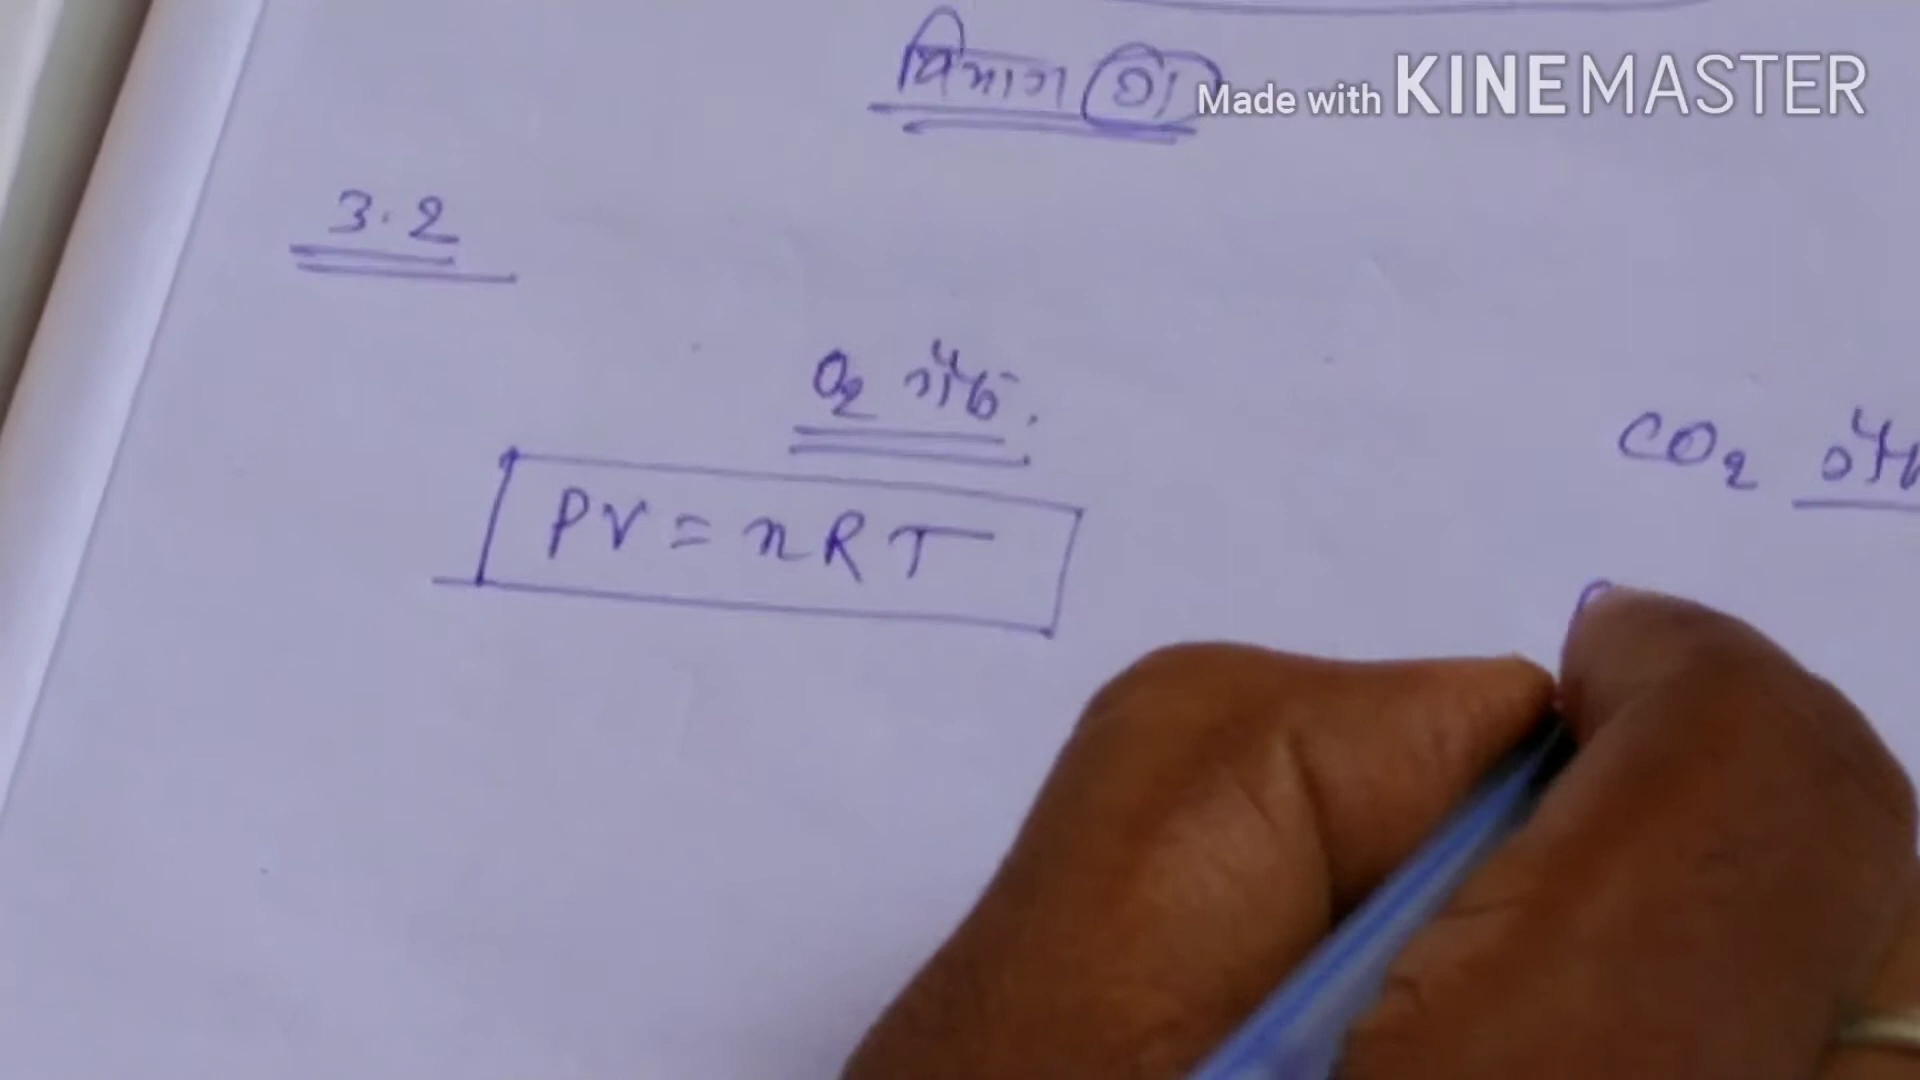 विभाग
Made with KINEMASTER
3.2
O₂
CO₂
PV = nRT